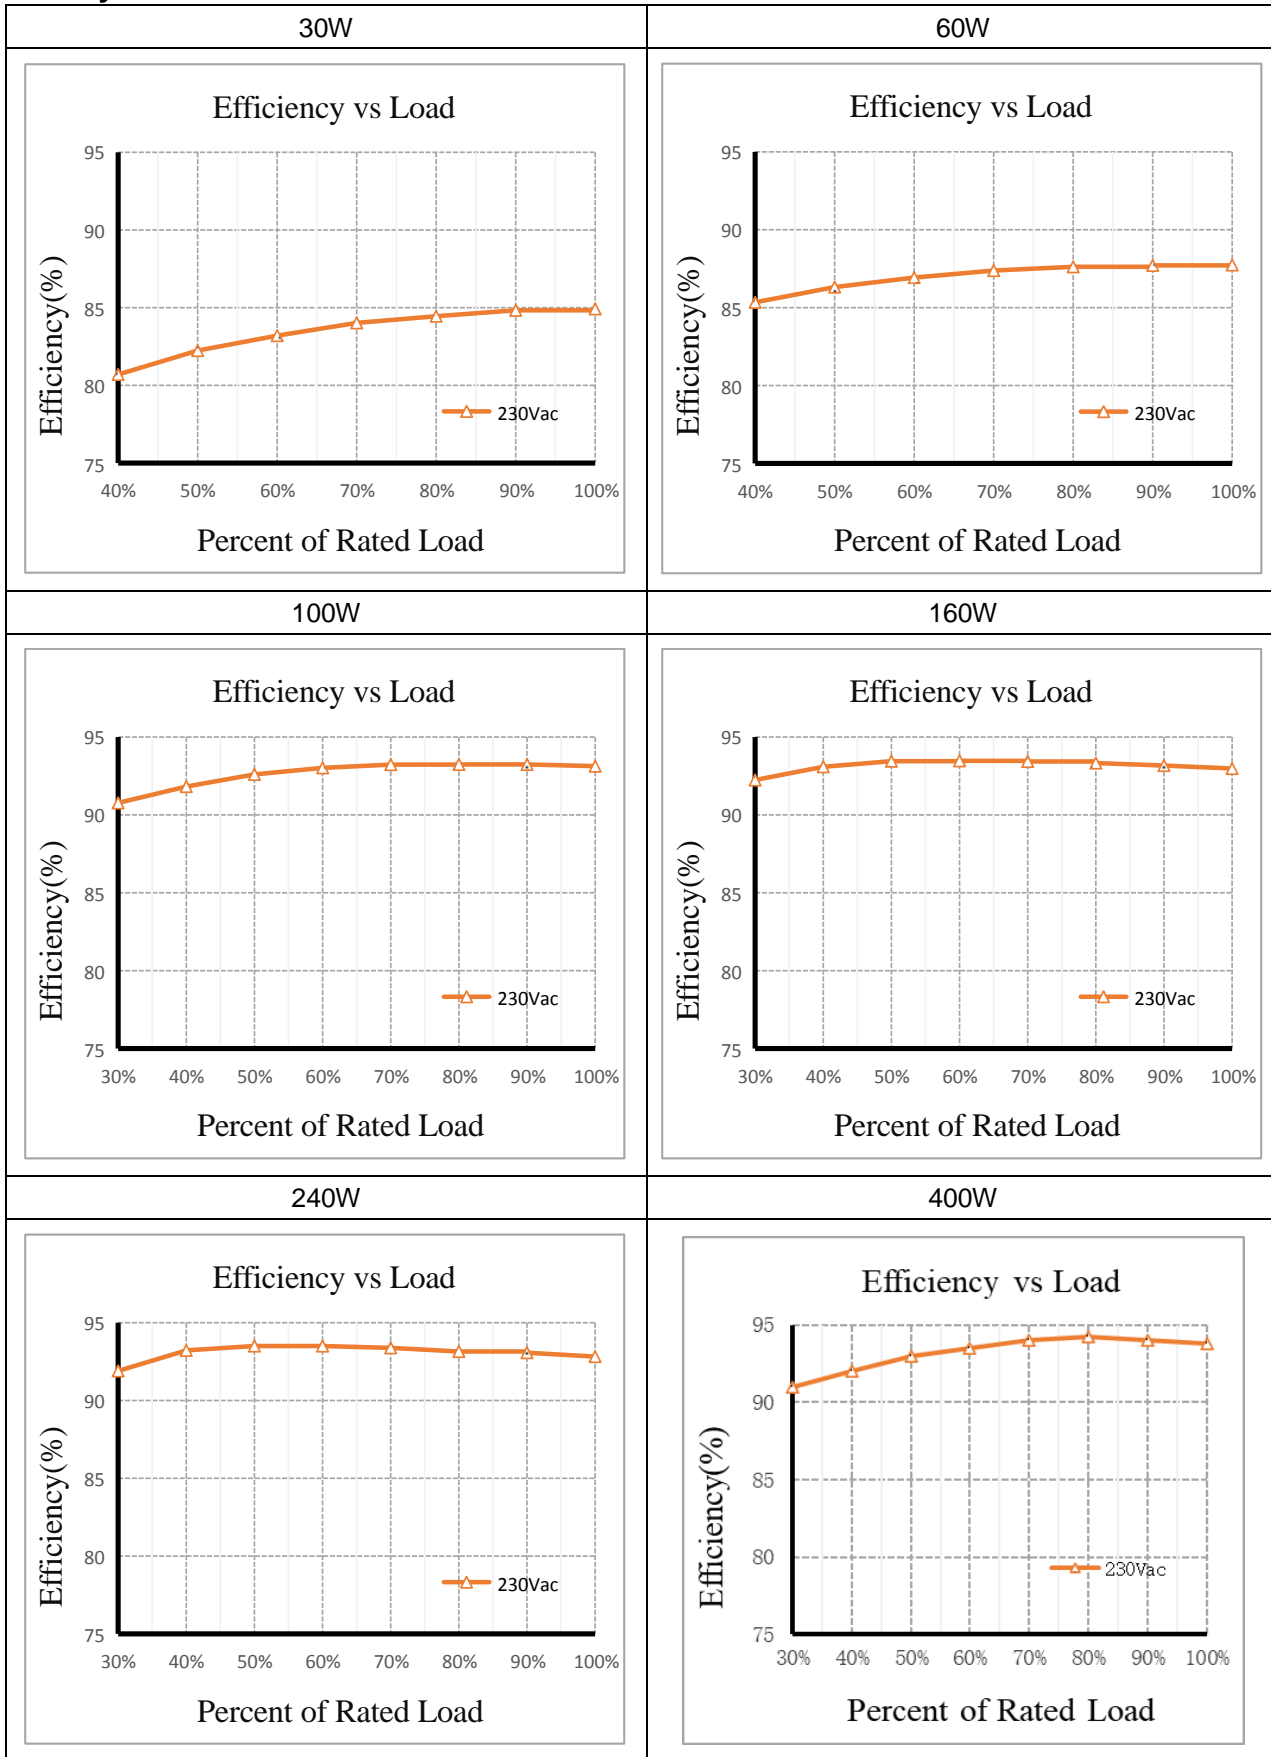 30W
60W
Efficiency vs Load
95
90
85
80
75
40% 50% 60% 70% 80% 90% 100%
Efficiency(%)
Percent of Rated Load
230Vac
Efficiency vs Load
95
90
85
80
75
40% 50% 60% 70% 80% 90% 100%
Efficiency(%)
Percent of Rated Load
230Vac
100W
160W
Efficiency vs Load
95
90
85
80
75
30% 40% 50% 60% 70% 80% 90% 100%
Efficiency(%)
Percent of Rated Load
230Vac
Efficiency vs Load
95
90
85
80
75
30% 40% 50% 60% 70% 80% 90% 100%
Efficiency(%)
Percent of Rated Load
230Vac
240W
400W
Efficiency vs Load
95
90
85
80
75
30% 40% 50% 60% 70% 80% 90% 100%
Efficiency(%)
Percent of Rated Load
230Vac
Efficiency vs Load
95
90
85
80
75
30% 40% 50% 60% 70% 80% 90% 100%
Efficiency(%)
Percent of Rated Load
230Vac